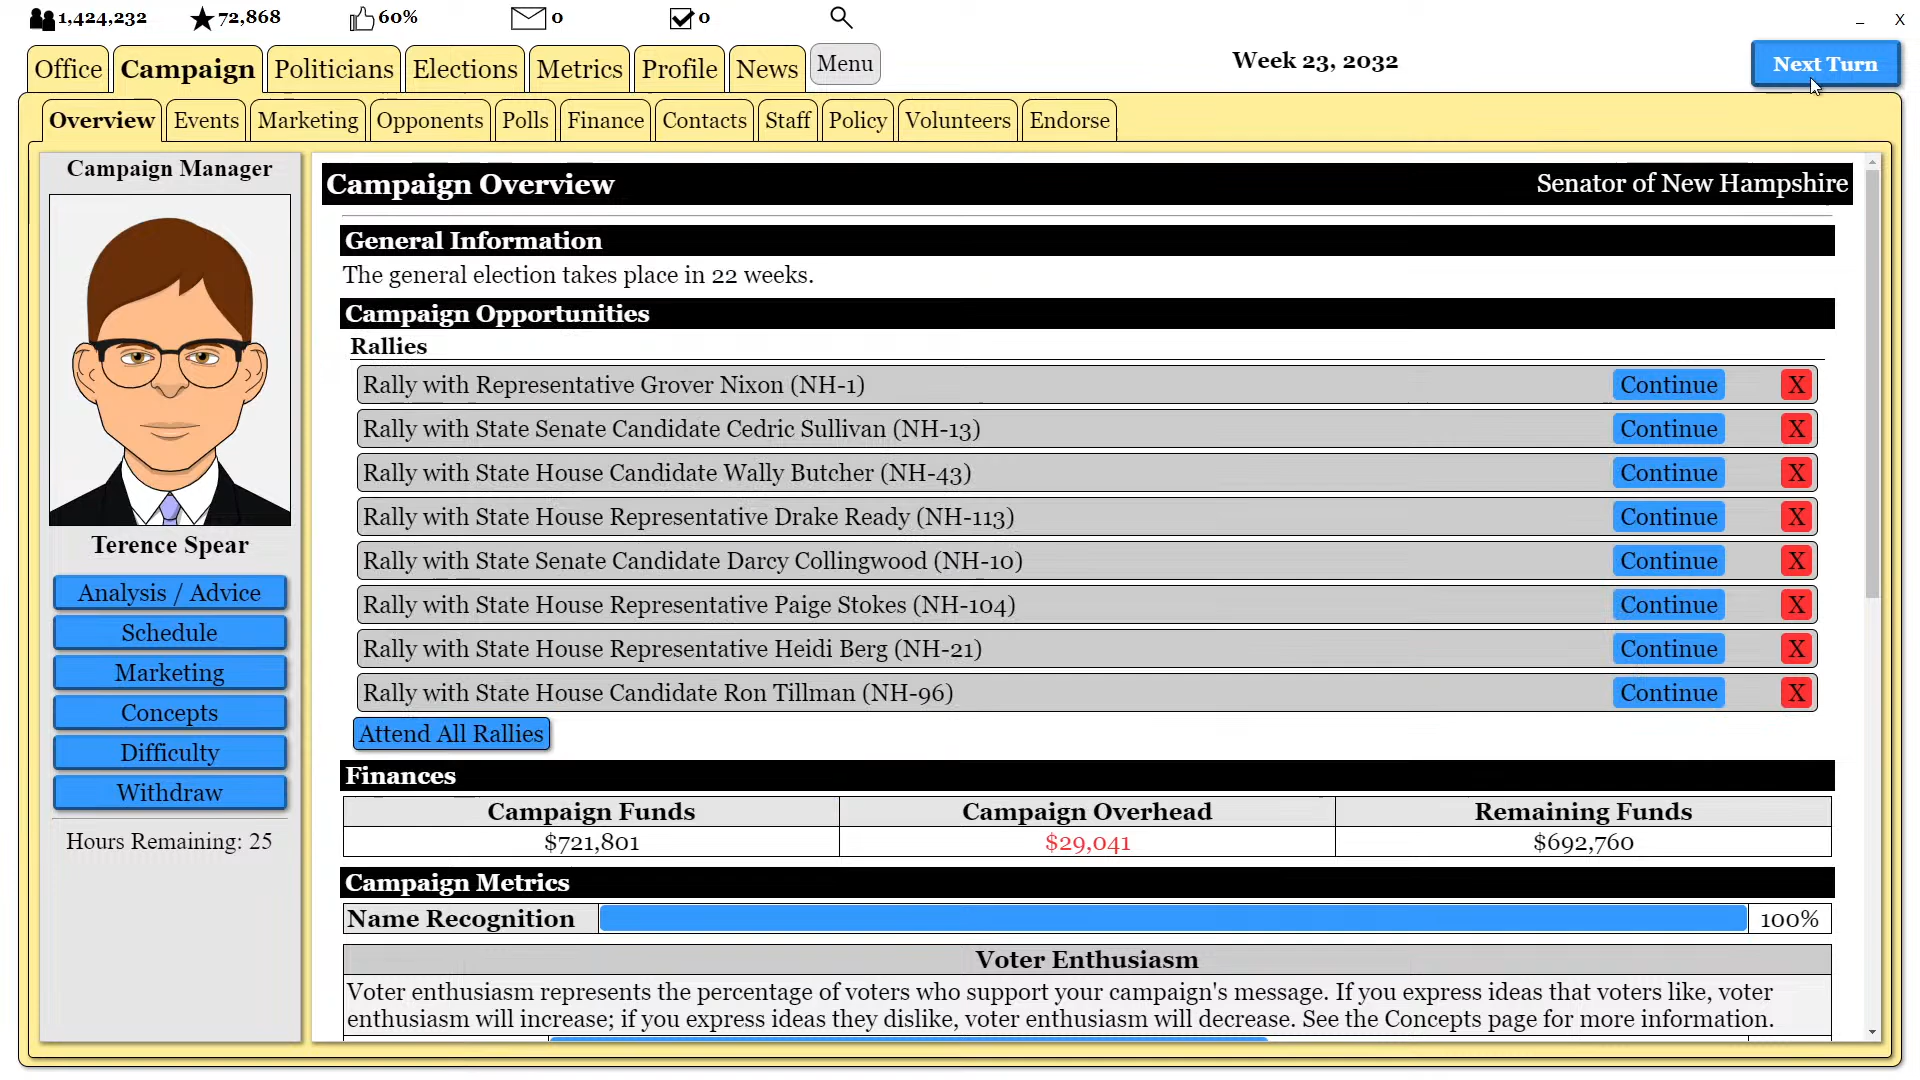 1,424,232 72,868 60% 0 0
Office Campaign Politicians Elections Metrics Profile News Menu Week 23, 2032 Next Turn
_ X
Overview Events Marketing Opponents Polls Finance Contacts Staff Policy Volunteers Endorse
Campaign Manager
Terence Spear
Analysis / Advice
Schedule
Marketing
Concepts
Difficulty
Withdraw
Hours Remaining: 25
Campaign Overview Senator of New Hampshire
General Information
The general election takes place in 22 weeks.
Campaign Opportunities
Rallies
Rally with Representative Grover Nixon (NH-1) Continue X
Rally with State Senate Candidate Cedric Sullivan (NH-13) Continue X
Rally with State House Candidate Wally Butcher (NH-43) Continue X
Rally with State House Representative Drake Ready (NH-113) Continue X
Rally with State Senate Candidate Darcy Collingwood (NH-10) Continue X
Rally with State House Representative Paige Stokes (NH-104) Continue X
Rally with State House Representative Heidi Berg (NH-21) Continue X
Rally with State House Candidate Ron Tillman (NH-96) Continue X
Attend All Rallies
Finances
Campaign Funds Campaign Overhead Remaining Funds
$721,801 $29,041 $692,760
Campaign Metrics
Name Recognition 100%
Voter Enthusiasm
Voter enthusiasm represents the percentage of voters who support your campaign's message. If you express ideas that voters like, voter
enthusiasm will increase; if you express ideas they dislike, voter enthusiasm will decrease. See the Concepts page for more information.